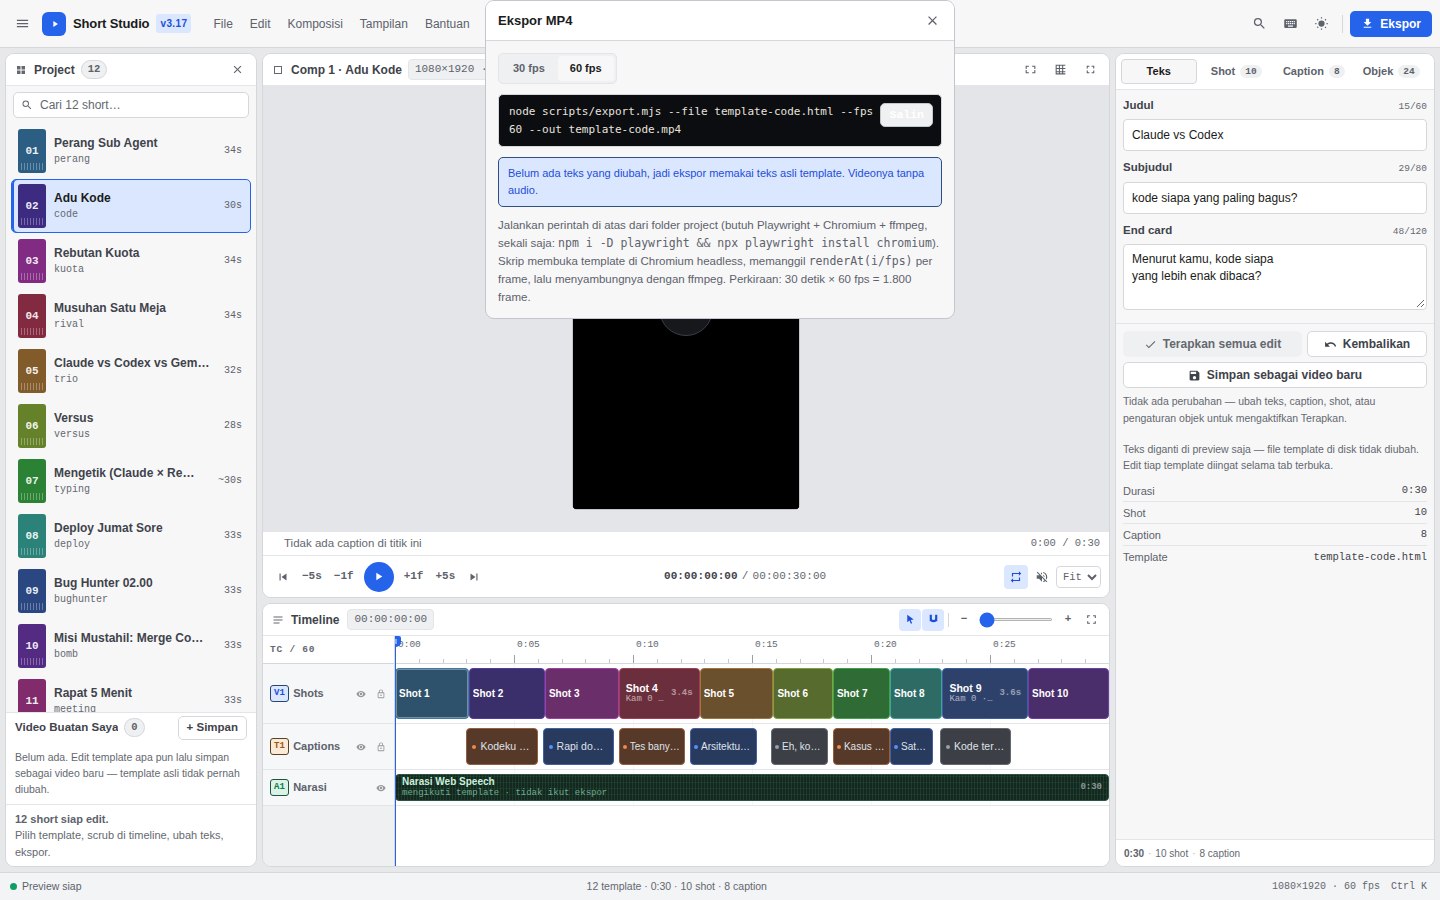 Short Studio v3.17 File Edit Komposisi Tampilan Bantuan
Ekspor
Project 12
Cari 12 short…
01 Perang Sub Agent 34s
perang
02 Adu Kode 30s
code
03 Rebutan Kuota 34s
kuota
04 Musuhan Satu Meja 34s
rival
05 Claude vs Codex vs Gem… 32s
trio
06 Versus 28s
versus
07 Mengetik (Claude × Re… ~30s
typing
08 Deploy Jumat Sore 33s
deploy
09 Bug Hunter 02.00 33s
bughunter
10 Misi Mustahil: Merge Co… 33s
bomb
11 Rapat 5 Menit 33s
meeting
Video Buatan Saya 0 + Simpan
Belum ada. Edit template apa pun lalu simpan
sebagai video baru — template asli tidak pernah
diubah.
12 short siap edit.
Pilih template, scrub di timeline, ubah teks,
ekspor.
Comp 1 · Adu Kode 1080×1920 ·
Ekspor MP4
30 fps 60 fps
node scripts/export.mjs --file template-code.html --fps
60 --out template-code.mp4
Salin
Belum ada teks yang diubah, jadi ekspor memakai teks asli template. Videonya tanpa
audio.
Jalankan perintah di atas dari folder project (butuh Playwright + Chromium + ffmpeg,
sekali saja: npm i -D playwright && npx playwright install chromium).
Skrip membuka template di Chromium headless, memanggil renderAt(i/fps) per
frame, lalu menyambungnya dengan ffmpeg. Perkiraan: 30 detik × 60 fps = 1.800
frame.
Tidak ada caption di titik ini 0:00 / 0:30
−5s −1f +1f +5s 00:00:00:00 / 00:00:30:00 Fit
Timeline 00:00:00:00 − +
TC / 60 0:00 0:05 0:10 0:15 0:20 0:25
V1 Shots Shot 1 Shot 2 Shot 3 Shot 4 3.4s Shot 5 Shot 6 Shot 7 Shot 8 Shot 9 3.6s Shot 10
Kam 0 … Kam 0 ·…
T1 Captions Kodeku … Rapi do… Tes bany… Arsitektu… Eh, ko… Kasus … Sat… Kode ter…
A1 Narasi Narasi Web Speech
mengikuti template · tidak ikut ekspor 0:30
Teks Shot 10 Caption 8 Objek 24
Judul 15/60
Claude vs Codex
Subjudul 29/80
kode siapa yang paling bagus?
End card 48/120
Menurut kamu, kode siapa
yang lebih enak dibaca?
Terapkan semua edit Kembalikan
Simpan sebagai video baru
Tidak ada perubahan — ubah teks, caption, shot, atau
pengaturan objek untuk mengaktifkan Terapkan.
Teks diganti di preview saja — file template di disk tidak diubah.
Edit tiap template diingat selama tab terbuka.
Durasi 0:30
Shot 10
Caption 8
Template template-code.html
0:30 · 10 shot · 8 caption
Preview siap 12 template · 0:30 · 10 shot · 8 caption 1080×1920 · 60 fps Ctrl K